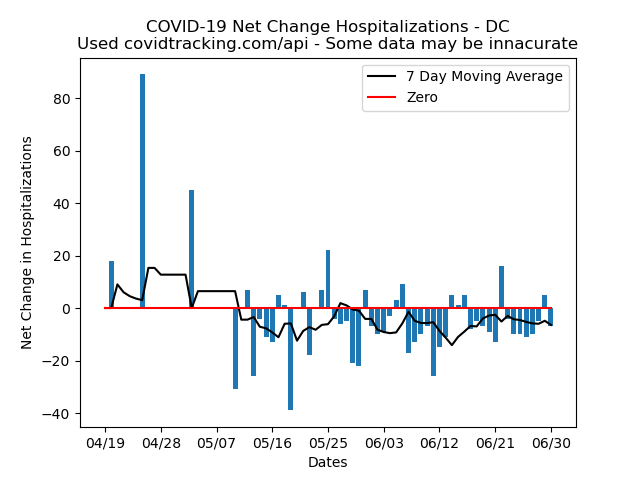 COVID-19 Net Change Hospitalizations - DC
Used covidtracking.com/api - Some data may be innacurate
7 Day Moving Average
Zero
Net Change in Hospitalizations
80
60
40
20
0
−20
−40
04/19 04/28 05/07 05/16 05/25 06/03 06/12 06/21 06/30
Dates